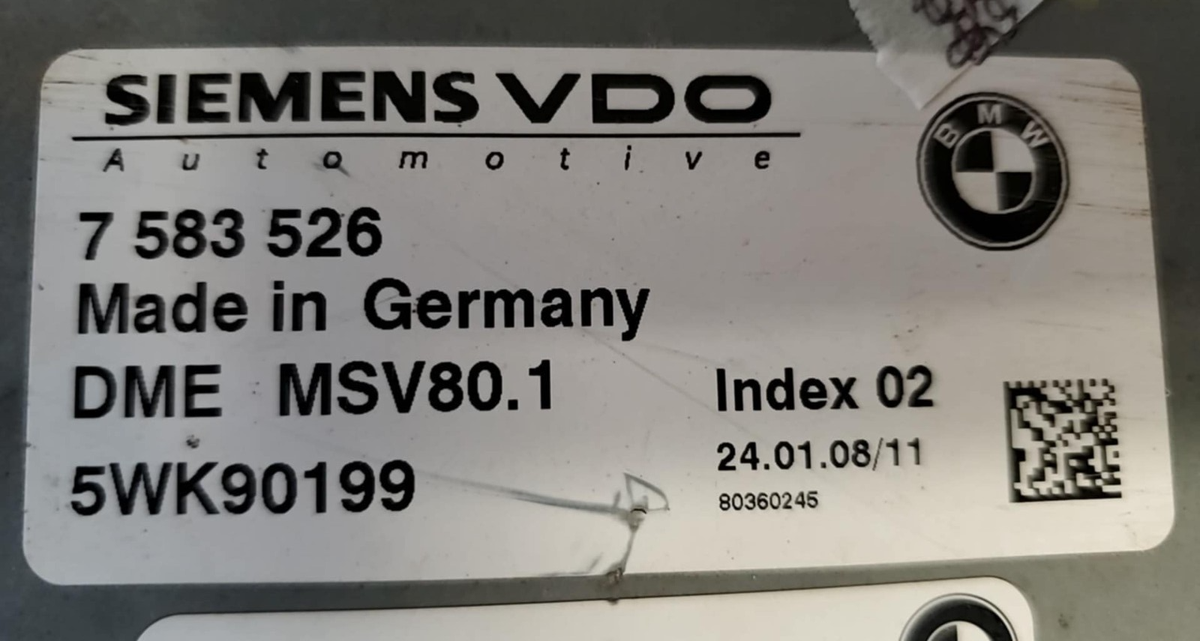 SIEMENS VDO
Automotive
BMW
7 583 526
Made in Germany
DME MSV80.1
Index 02
5WK90199
24.01.08/11
80360245